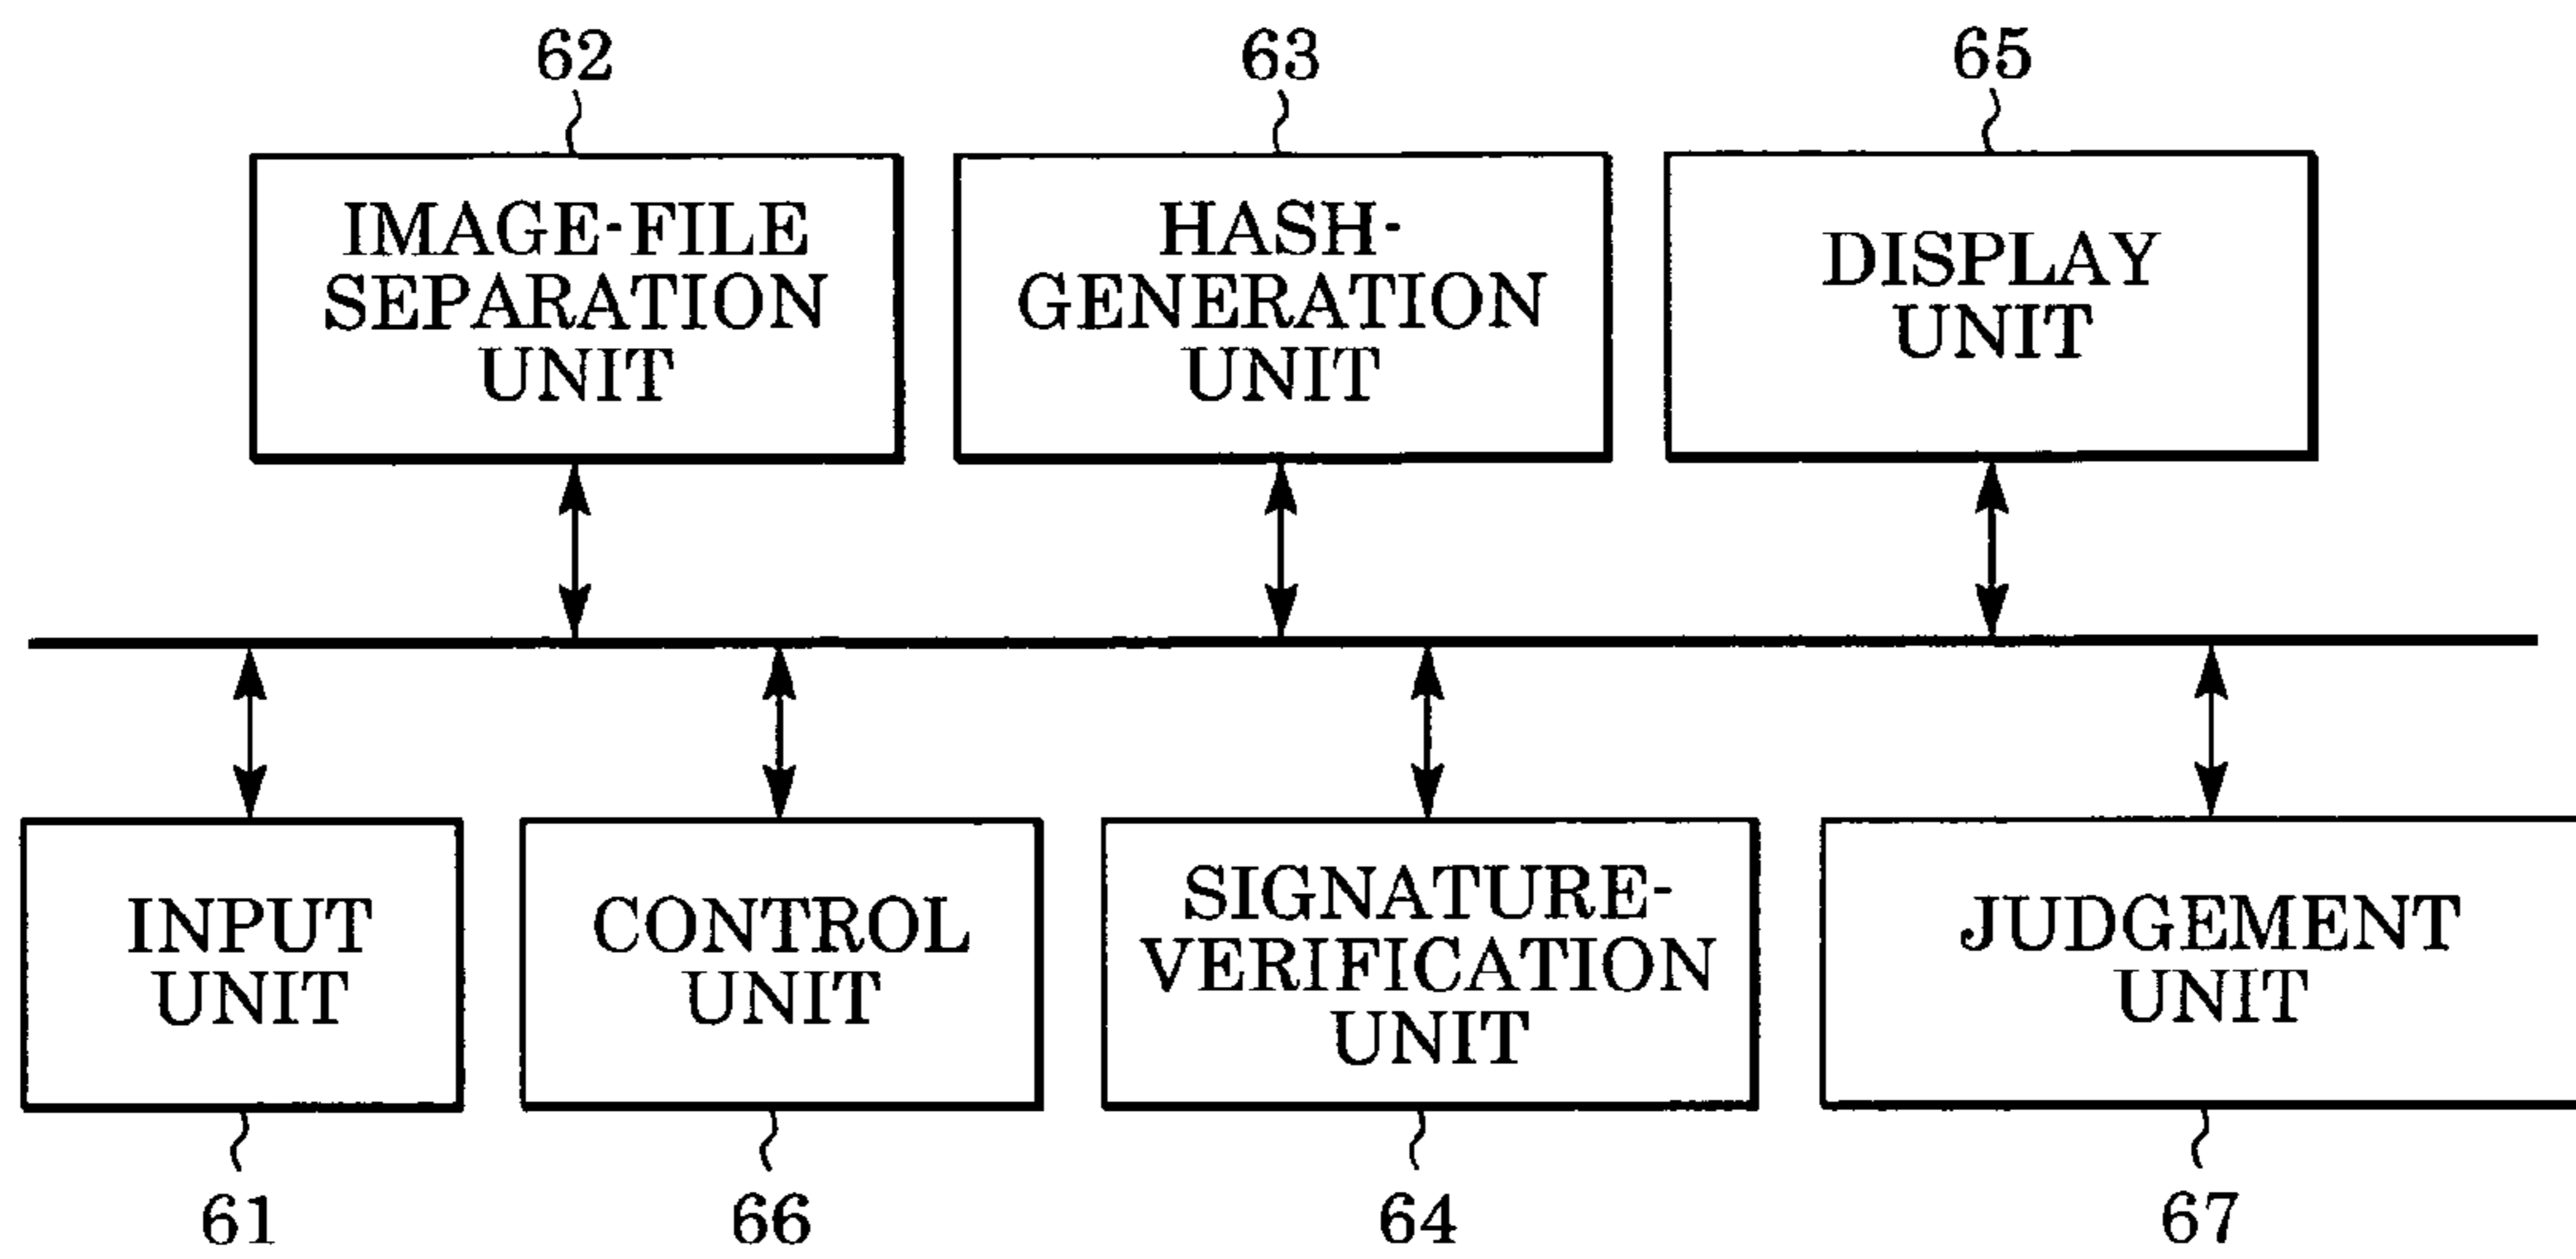 62
63
65
IMAGE-FILE
SEPARATION
UNIT
HASH-
GENERATION
UNIT
DISPLAY
UNIT
INPUT
UNIT
CONTROL
UNIT
SIGNATURE-
VERIFICATION
UNIT
JUDGEMENT
UNIT
61
66
64
67